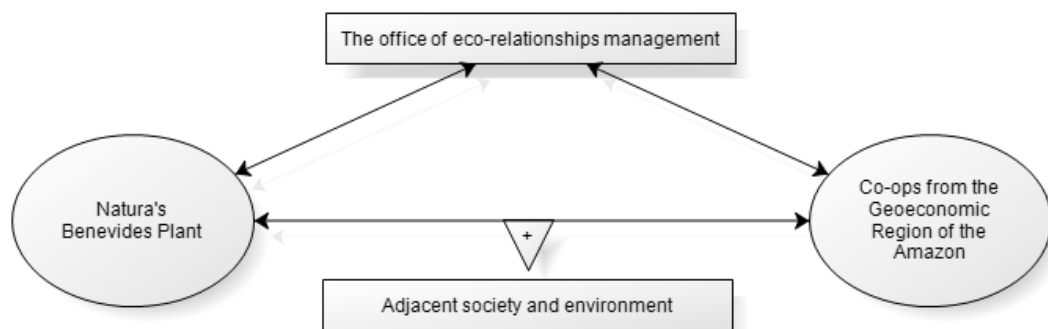 The office of eco-relationships management
Natura's
Benevides Plant
Co-ops from the
Geoeconomic
Region of the
Amazon
+
Adjacent society and environment